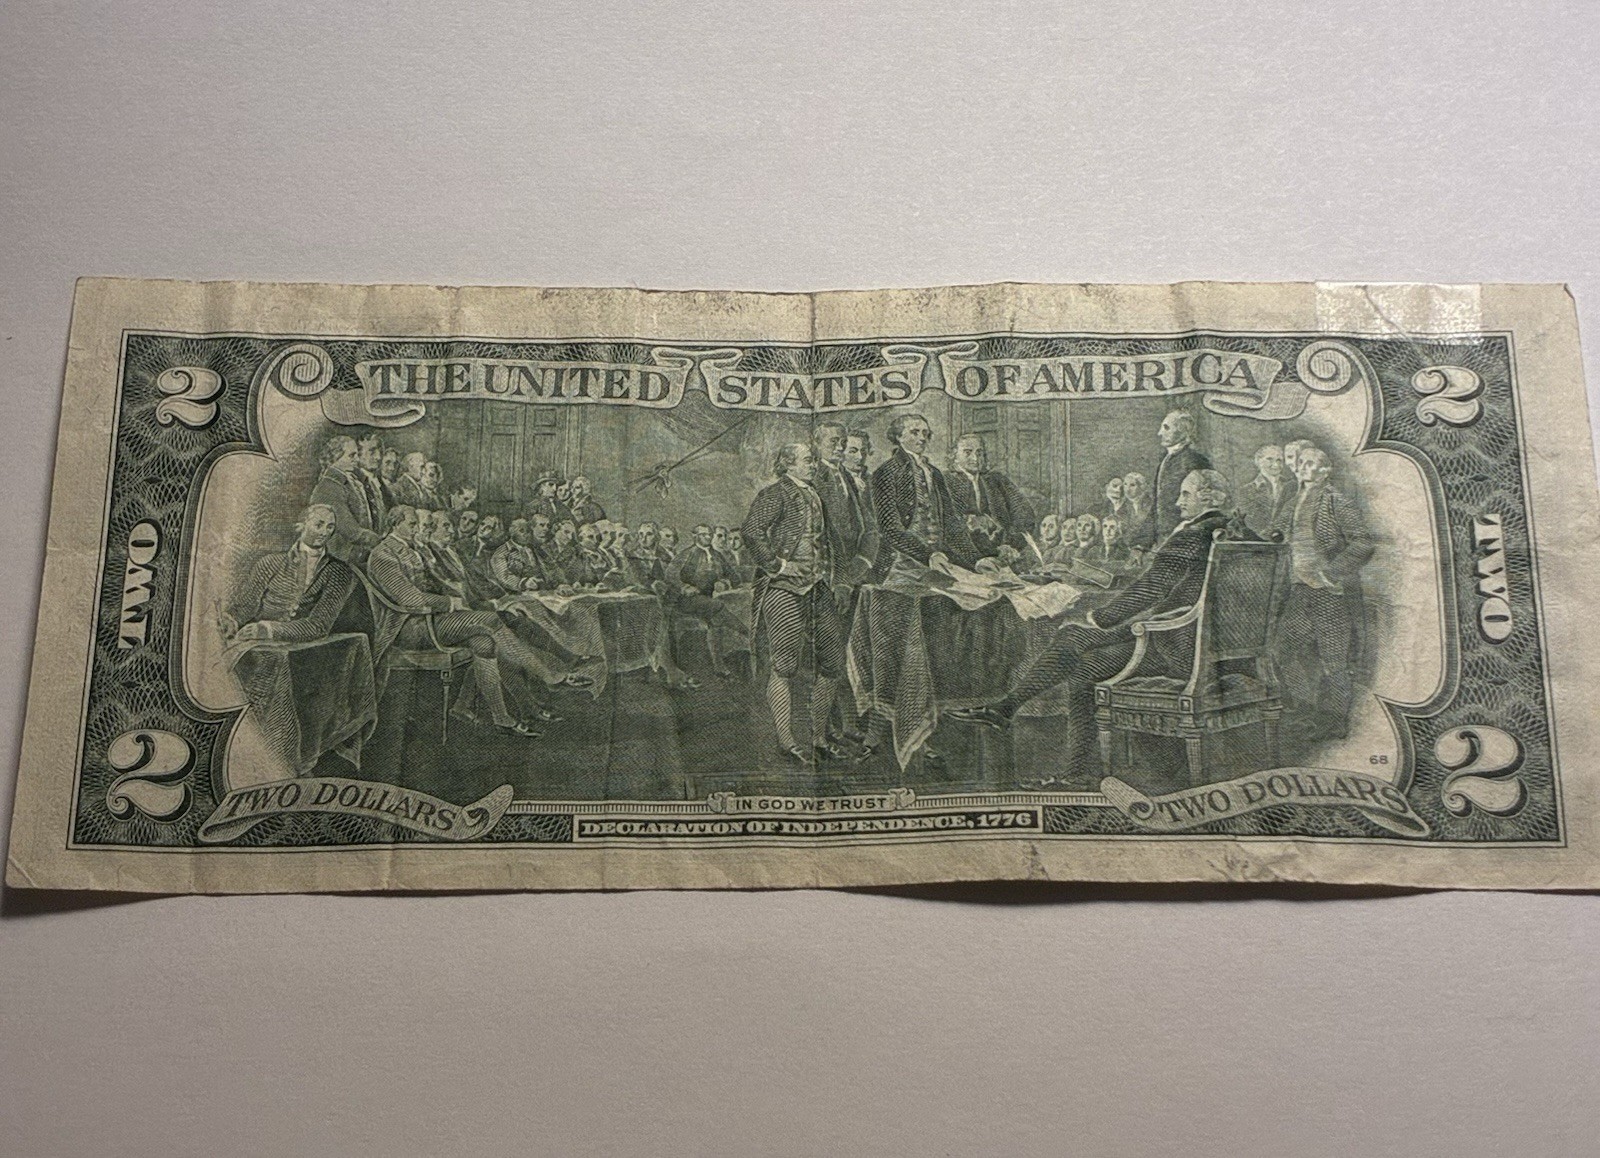 THE UNITED STATES OF AMERICA
2
2
TWO
TWO
68
2
2
TWO DOLLARS
IN GOD WE TRUST
TWO DOLLARS
DECLARATION OF INDEPENDENCE, 1776